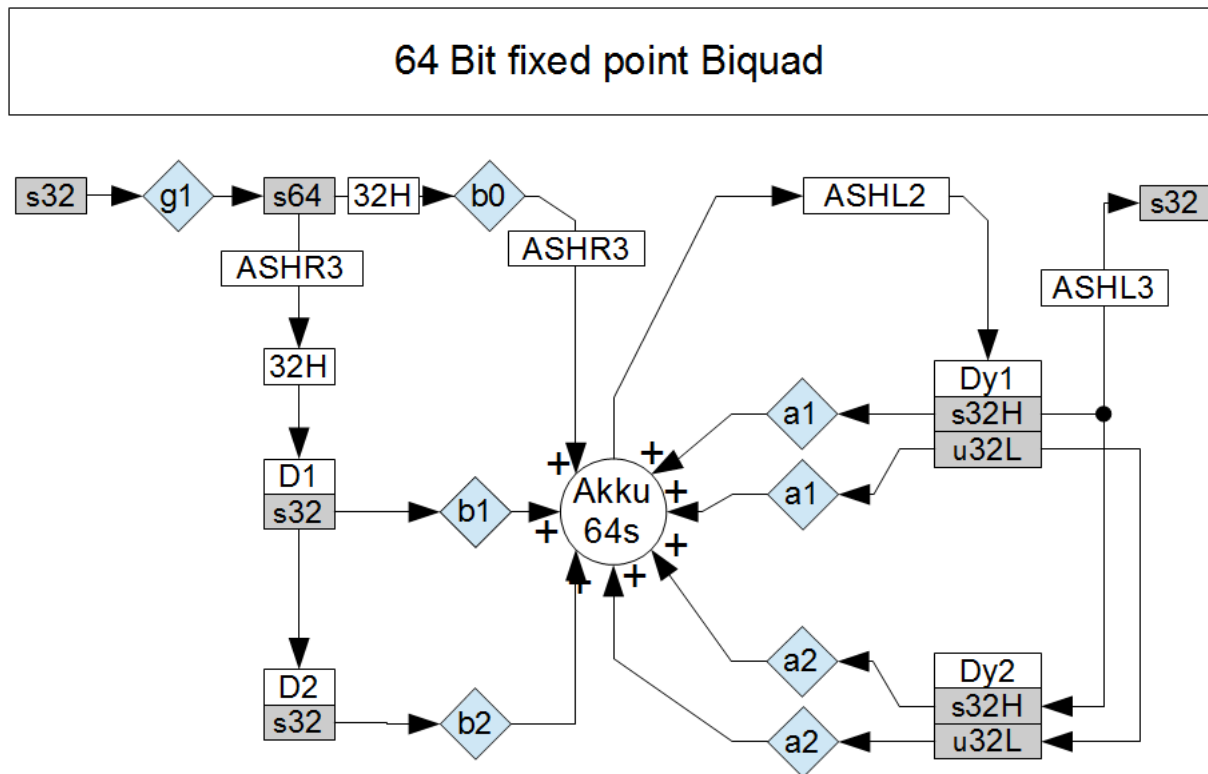 64 Bit fixed point Biquad
s32
g1
s64
32H
b0
ASHL2
s32
ASHR3
ASHR3
ASHL3
32H
Dy1
a1
s32H
u32L
D1
s32
b1
+
+
+
+
+
+
+
Akku
64s
a1
D2
s32
b2
a2
Dy2
s32H
u32L
a2